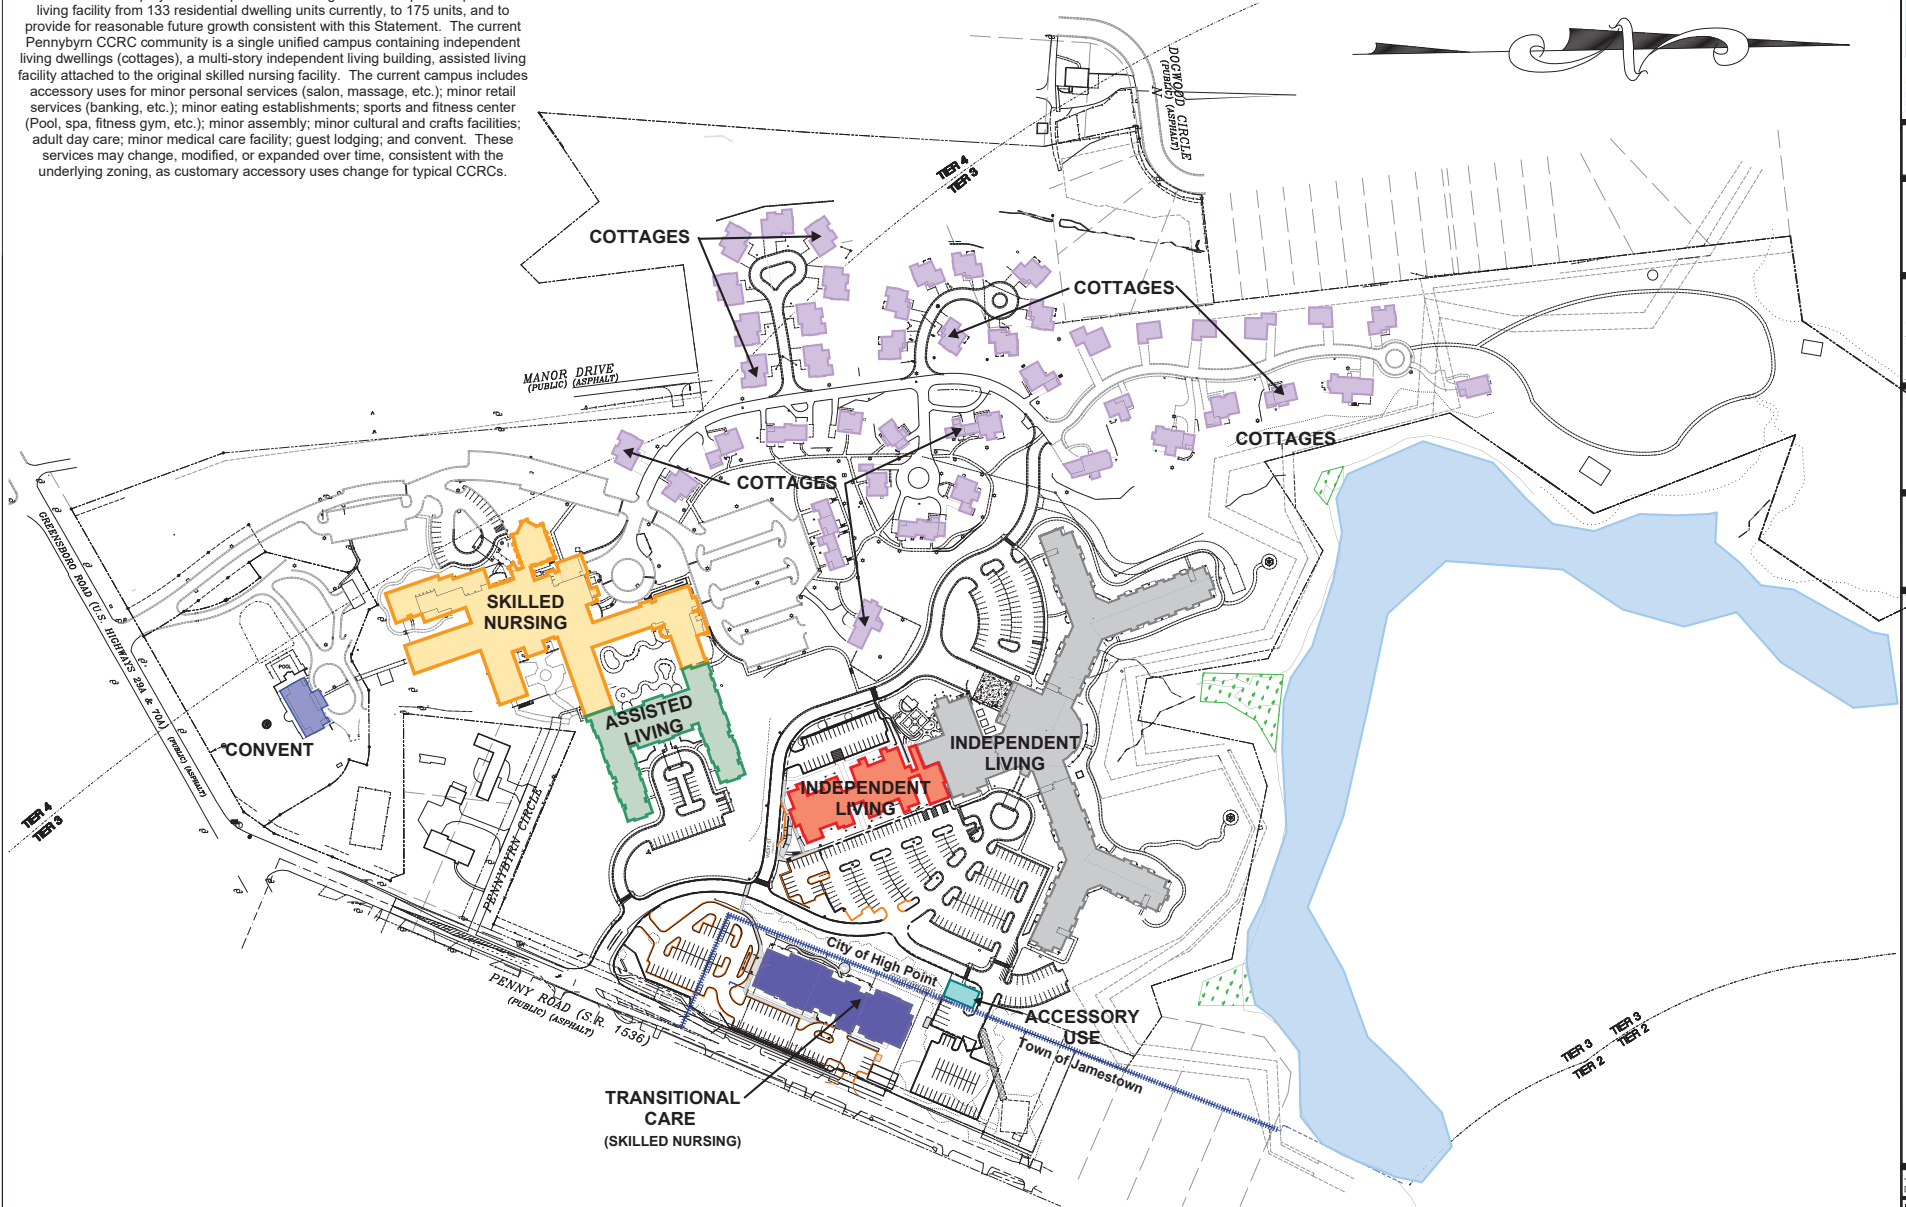 living facility from 133 residential dwelling units currently, to 175 units, and to
provide for reasonable future growth consistent with this Statement. The current
Pennybyrn CCRC community is a single unified campus containing independent
living dwellings (cottages), a multi-story independent living building, assisted living
facility attached to the original skilled nursing facility. The current campus includes
accessory uses for minor personal services (salon, massage, etc.); minor retail
services (banking, etc.); minor eating establishments; sports and fitness center
(Pool, spa, fitness gym, etc.); minor assembly; minor cultural and crafts facilities;
adult day care; minor medical care facility; guest lodging; and convent. These
services may change, modified, or expanded over time, consistent with the
underlying zoning, as customary accessory uses change for typical CCRCs.
N
DOGWOOD CIRCLE
(PUBLIC) (ASPHALT)
N
TIER 4
TIER 3
COTTAGES
COTTAGES
MANOR DRIVE
(PUBLIC) (ASPHALT)
COTTAGES
COTTAGES
GREENSBORO ROAD (U.S. HIGHWAYS 29A & 70A)
(PUBLIC) (ASPHALT)
SKILLED
NURSING
POOL
CONVENT
ASSISTED
LIVING
INDEPENDENT
LIVING
INDEPENDENT
LIVING
TIER 4
TIER 3
PENNYBYRN CIRCLE
City of High Point
PENNY ROAD (S.R. 1536)
(PUBLIC) (ASPHALT)
ACCESSORY
USE
Town of Jamestown
TIER 3
TIER 2
TIER 3
TIER 2
TRANSITIONAL
CARE
(SKILLED NURSING)